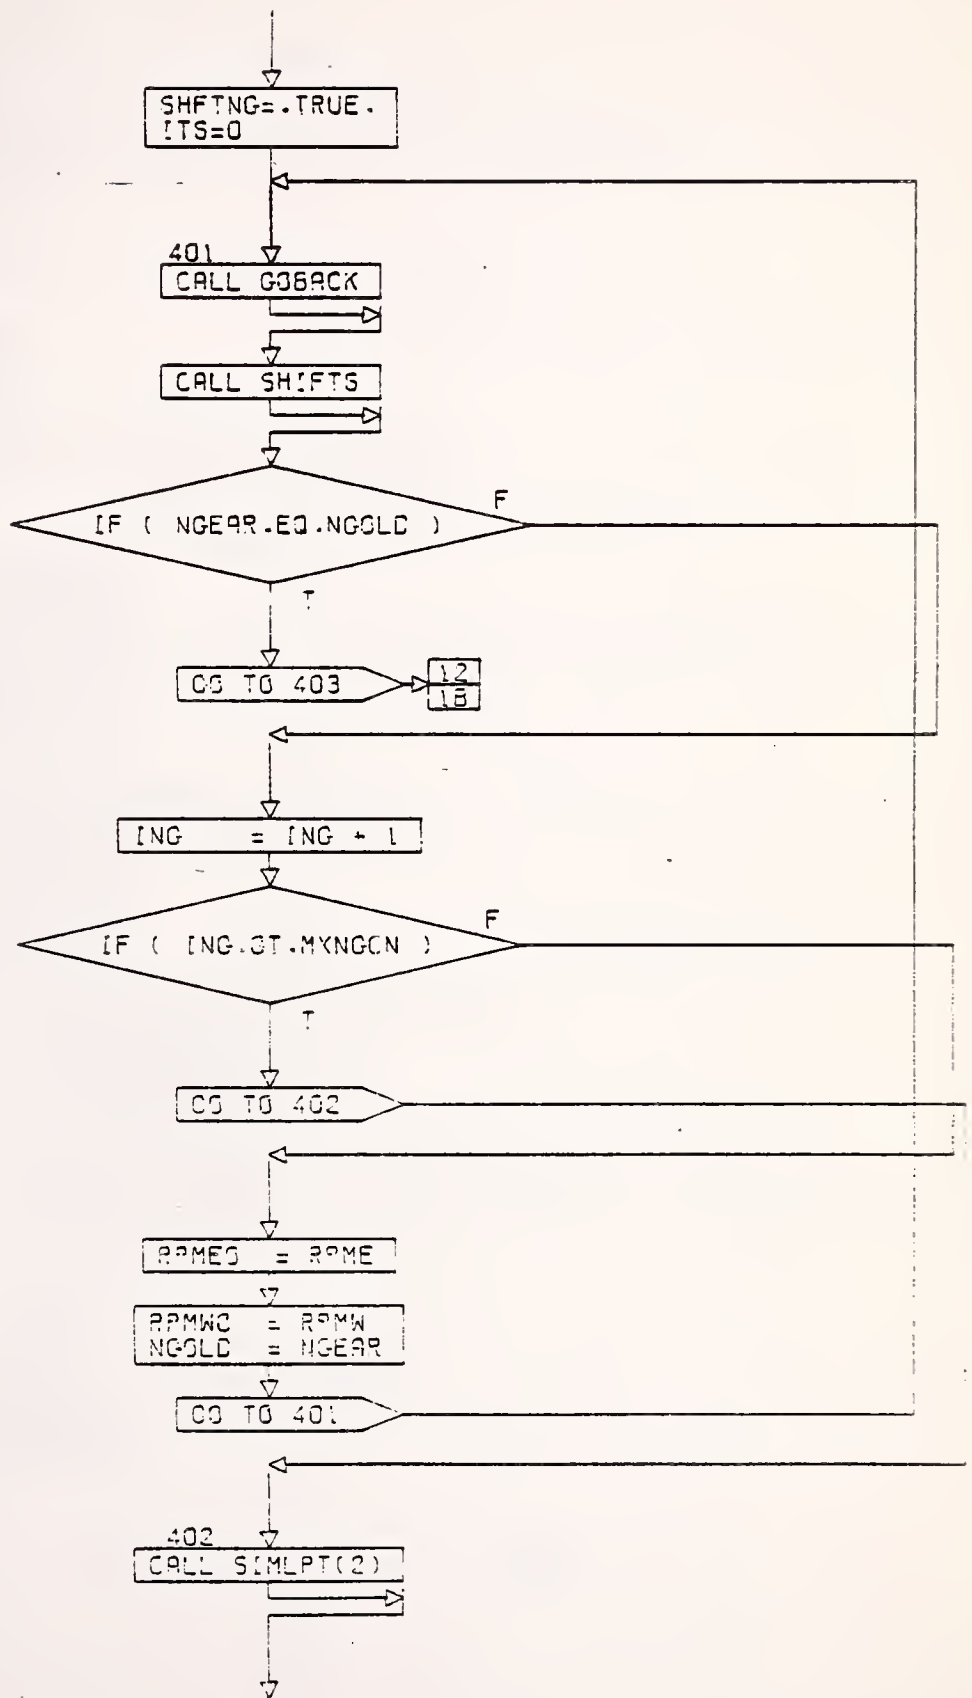 SHFTNG=.TRUE.
ITS=0
401
CALL GOBACK
CALL SHIFTS
IF ( NGEAR.EQ.NGOLD )
F
T
GO TO 403
12
18
ING = ING + 1
IF ( ING.GT.MXNGCN )
F
T
GO TO 402
RPMEO = RPME
RPMWO = RPMW
NGOLD = NGEAR
GO TO 401
402
CALL SIMLPT(2)